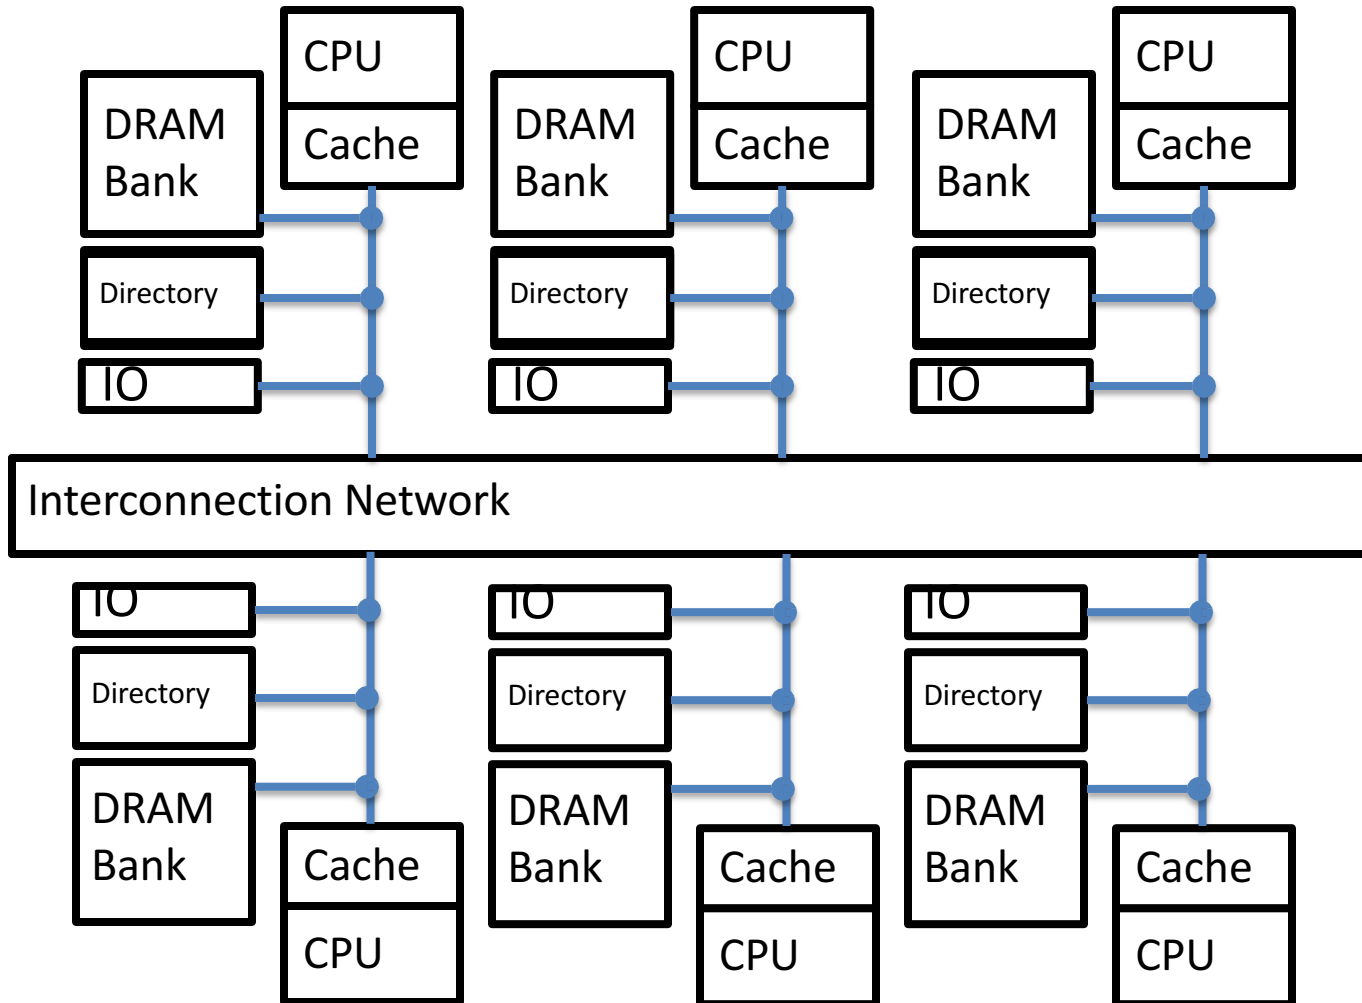 CPU
Cache
DRAM
Bank
Directory
IO
CPU
Cache
DRAM
Bank
Directory
IO
CPU
Cache
DRAM
Bank
Directory
IO
Interconnection Network
IO
Directory
DRAM
Bank
Cache
CPU
IO
Directory
DRAM
Bank
Cache
CPU
IO
Directory
DRAM
Bank
Cache
CPU